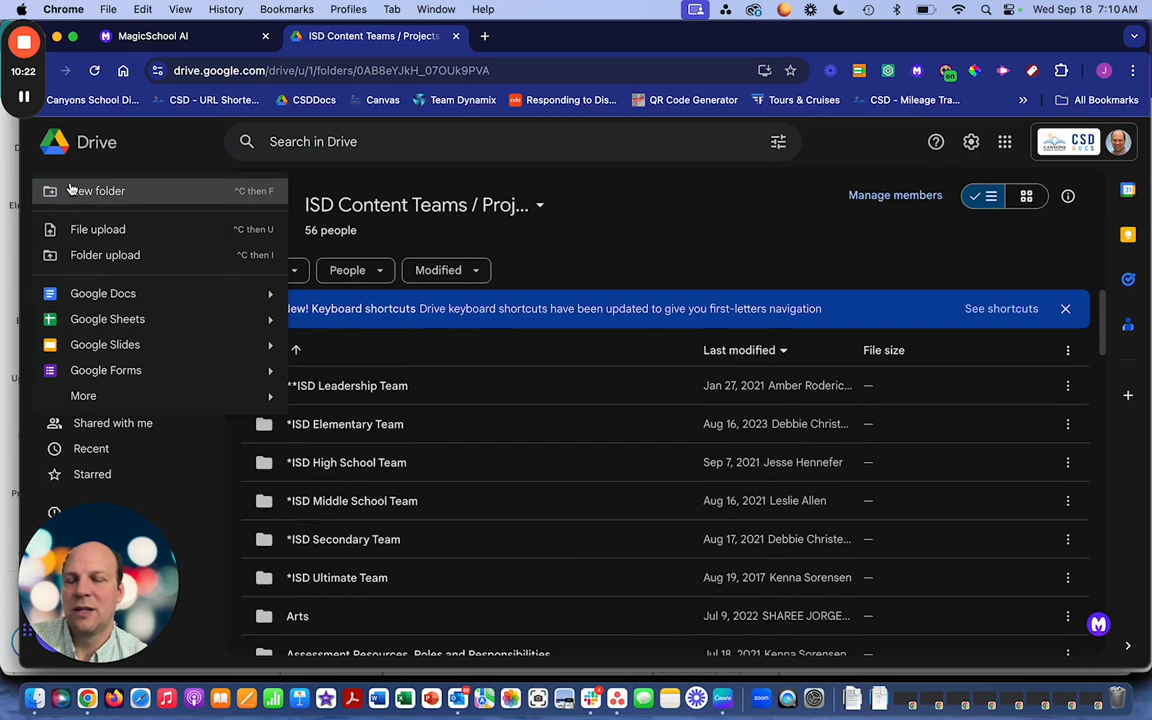 Chrome File Edit View History Bookmarks Profiles Tab Window Help Wed Sep 18 7:10 AM
MagicSchool AI ISD Content Teams / Projects
10:22 drive.google.com/drive/u/1/folders/0AB8eYJkH_07OUk9PVA on J
Canyons School Di... CSD - URL Shorte... CSDDocs Canvas Team Dynamix Responding to Dis... QR Code Generator Tours & Cruises CSD - Mileage Tra... » All Bookmarks
Drive Search in Drive CSD DOCS
New folder ^C then F
File upload ^C then U
Folder upload ^C then I
Google Docs
Google Sheets
Google Slides
Google Forms
More
Shared with me
Recent
Starred
ISD Content Teams / Proj...
56 people
Manage members
People Modified
New! Keyboard shortcuts Drive keyboard shortcuts have been updated to give you first-letters navigation See shortcuts
Last modified File size
**ISD Leadership Team Jan 27, 2021 Amber Roderic... —
*ISD Elementary Team Aug 16, 2023 Debbie Christ... —
*ISD High School Team Sep 7, 2021 Jesse Hennefer —
*ISD Middle School Team Aug 16, 2021 Leslie Allen —
*ISD Secondary Team Aug 17, 2021 Debbie Christe... —
*ISD Ultimate Team Aug 19, 2017 Kenna Sorensen —
Arts Jul 9, 2022 SHAREE JORGE... —
Assessment Resources, Roles and Responsibilities